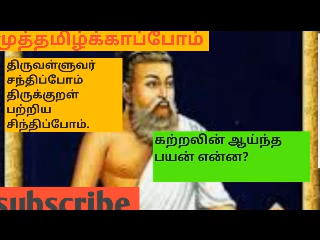 முத்தமிழ்க்காப்போம்
திருவள்ளுவர்
சந்திப்போம்
திருக்குறள்
பற்றிய
சிந்திப்போம்.
கற்றலின் ஆய்ந்த
பயன் என்ன?
subscribe